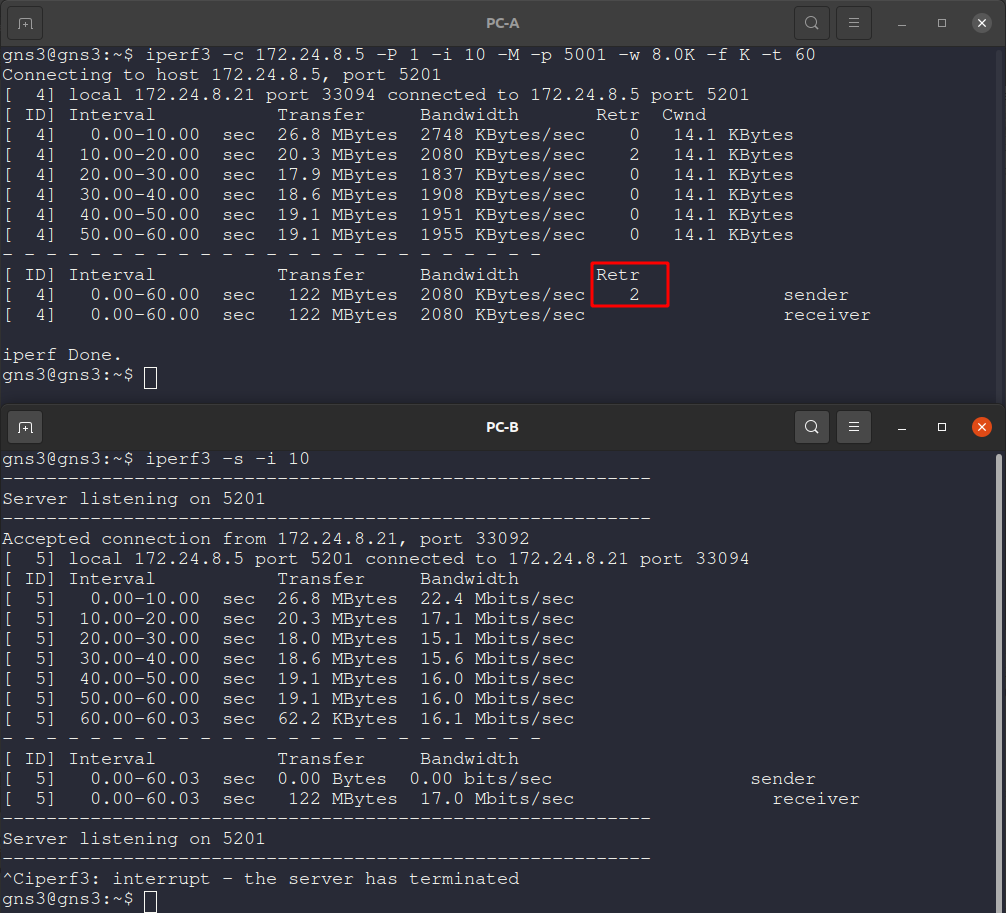 PC-A
gns3@gns3:~$ iperf3 -c 172.24.8.5 -P 1 -i 10 -M -p 5001 -w 8.0K -f K -t 60
Connecting to host 172.24.8.5, port 5201
[  4] local 172.24.8.21 port 33094 connected to 172.24.8.5 port 5201
[ ID] Interval           Transfer     Bandwidth       Retr  Cwnd
[  4]   0.00-10.00  sec  26.8 MBytes  2748 KBytes/sec    0   14.1 KBytes
[  4]  10.00-20.00  sec  20.3 MBytes  2080 KBytes/sec    2   14.1 KBytes
[  4]  20.00-30.00  sec  17.9 MBytes  1837 KBytes/sec    0   14.1 KBytes
[  4]  30.00-40.00  sec  18.6 MBytes  1908 KBytes/sec    0   14.1 KBytes
[  4]  40.00-50.00  sec  19.1 MBytes  1951 KBytes/sec    0   14.1 KBytes
[  4]  50.00-60.00  sec  19.1 MBytes  1955 KBytes/sec    0   14.1 KBytes
- - - - - - - - - - - - - - - - - - - - - - - - -
[ ID] Interval           Transfer     Bandwidth       Retr
[  4]   0.00-60.00  sec   122 MBytes  2080 KBytes/sec    2             sender
[  4]   0.00-60.00  sec   122 MBytes  2080 KBytes/sec                  receiver
iperf Done.
gns3@gns3:~$
PC-B
gns3@gns3:~$ iperf3 -s -i 10
-----------------------------------------------------------
Server listening on 5201
-----------------------------------------------------------
Accepted connection from 172.24.8.21, port 33092
[  5] local 172.24.8.5 port 5201 connected to 172.24.8.21 port 33094
[ ID] Interval           Transfer     Bandwidth
[  5]   0.00-10.00  sec  26.8 MBytes  22.4 Mbits/sec
[  5]  10.00-20.00  sec  20.3 MBytes  17.1 Mbits/sec
[  5]  20.00-30.00  sec  18.0 MBytes  15.1 Mbits/sec
[  5]  30.00-40.00  sec  18.6 MBytes  15.6 Mbits/sec
[  5]  40.00-50.00  sec  19.1 MBytes  16.0 Mbits/sec
[  5]  50.00-60.00  sec  19.1 MBytes  16.0 Mbits/sec
[  5]  60.00-60.03  sec  62.2 KBytes  16.1 Mbits/sec
- - - - - - - - - - - - - - - - - - - - - - - - -
[ ID] Interval           Transfer     Bandwidth
[  5]   0.00-60.03  sec  0.00 Bytes  0.00 bits/sec                  sender
[  5]   0.00-60.03  sec   122 MBytes  17.0 Mbits/sec                  receiver
-----------------------------------------------------------
Server listening on 5201
-----------------------------------------------------------
^Ciperf3: interrupt - the server has terminated
gns3@gns3:~$